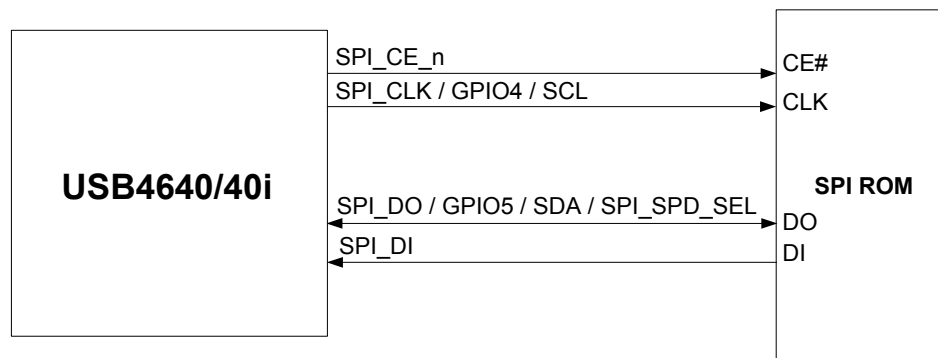 SPI_CE_n
CE#
SPI_CLK / GPIO4 / SCL
CLK
USB4640/40i
SPI ROM
SPI_DO / GPIO5 / SDA / SPI_SPD_SEL
DO
SPI_DI
DI